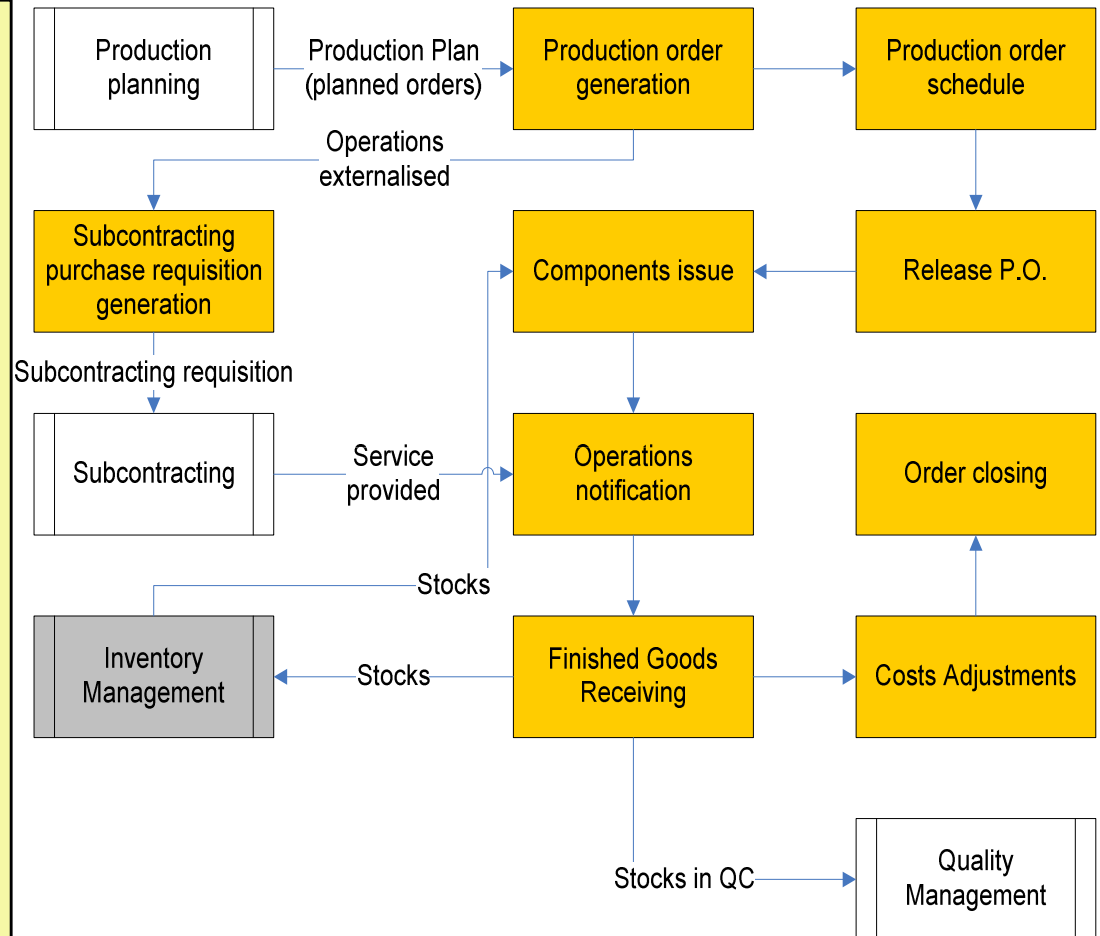 Production
planning
Production Plan
(planned orders)
Production order
generation
Production order
schedule
Operations
externalised
Subcontracting
purchase requisition
generation
Components issue
Release P.O.
Subcontracting requisition
Subcontracting
Service
provided
Operations
notification
Order closing
Stocks
Inventory
Management
Stocks
Finished Goods
Receiving
Costs Adjustments
Stocks in QC
Quality
Management